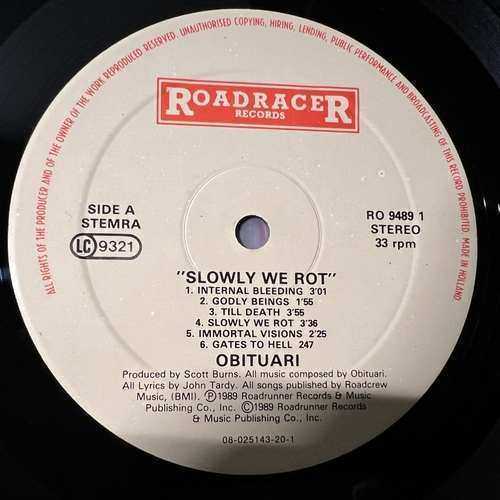 ALL RIGHTS OF THE PRODUCER AND OF THE OWNER OF THE WORK REPRODUCED RESERVED. UNAUTHORISED COPYING, HIRING, LENDING, PUBLIC PERFORMANCE AND BROADCASTING OF THIS RECORD PROHIBITED. MADE IN HOLLAND
ROADRACER
RECORDS
SIDE A
STEMRA
LC 9321
RO 9489 1
STEREO
33 rpm
"SLOWLY WE ROT"
1. INTERNAL BLEEDING 3'01
2. GODLY BEINGS 1'55
3. TILL DEATH 3'56
4. SLOWLY WE ROT 3'36
5. IMMORTAL VISIONS 2'25
6. GATES TO HELL 247
OBITUARI
Produced by Scott Burns. All music composed by Obituari.
All Lyrics by John Tardy. All songs published by Roadcrew
Music, (BMI). Ⓟ1989 Roadrunner Records & Music
Publishing Co., Inc. ©1989 Roadrunner Records
& Music Publishing Co., Inc.
08-025143-20-1